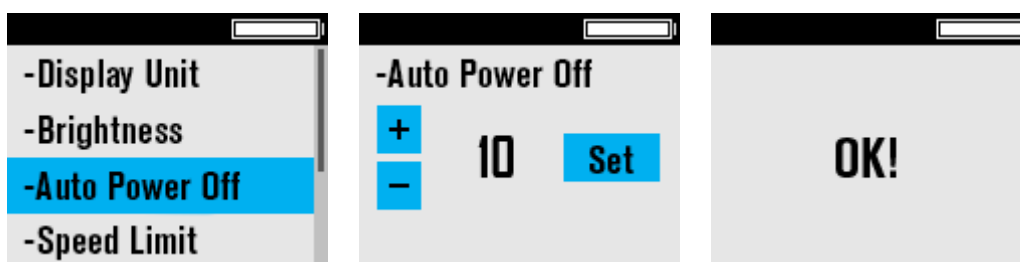 -Display Unit
-Brightness
-Auto Power Off
-Speed Limit
-Auto Power Off
+
10
Set
−
OK!